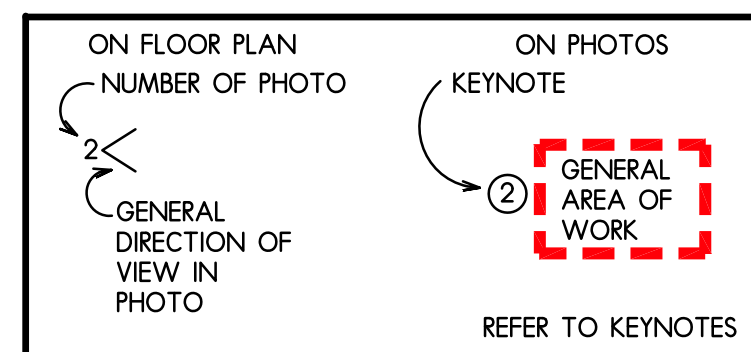 ON FLOOR PLAN
NUMBER OF PHOTO
2
GENERAL
DIRECTION OF
VIEW IN
PHOTO
ON PHOTOS
KEYNOTE
2
GENERAL
AREA OF
WORK
REFER TO KEYNOTES